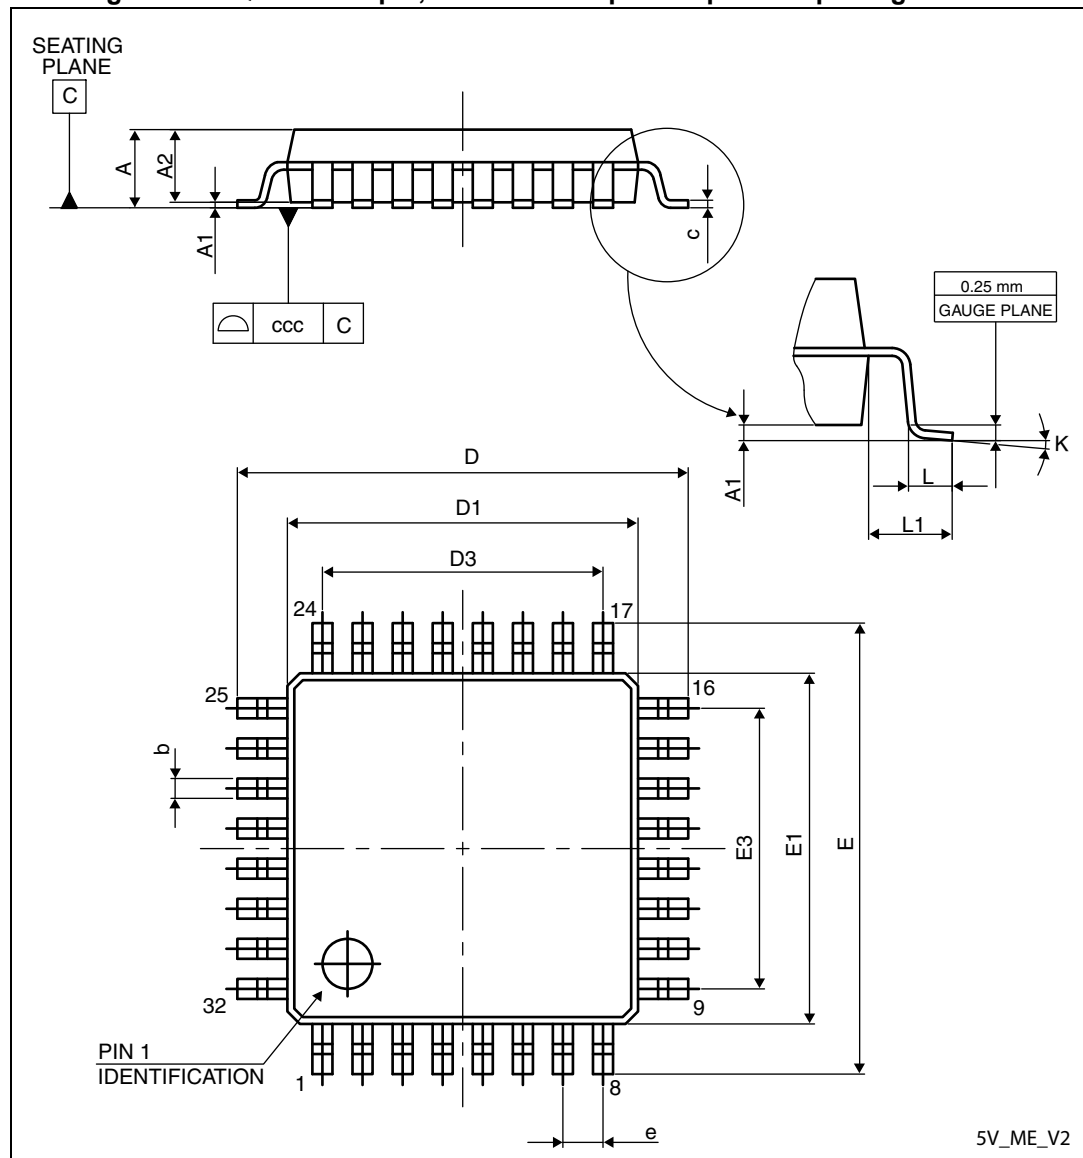 SEATING
PLANE
C
A
A2
A1
c
ccc
C
0.25 mm
GAUGE PLANE
K
A1
L
L1
D
D1
D3
24
17
25
16
b
E3
E1
E
32
9
PIN 1
IDENTIFICATION
1
8
e
5V_ME_V2